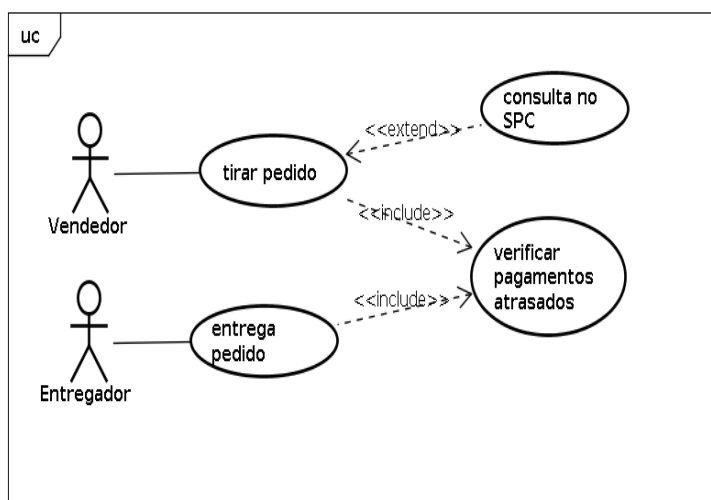 uc
consulta no
SPC
<<extend>>
tirar pedido
Vendedor
<<include>>
verificar
pagamentos
atrasados
<<include>>
entrega
pedido
Entregador